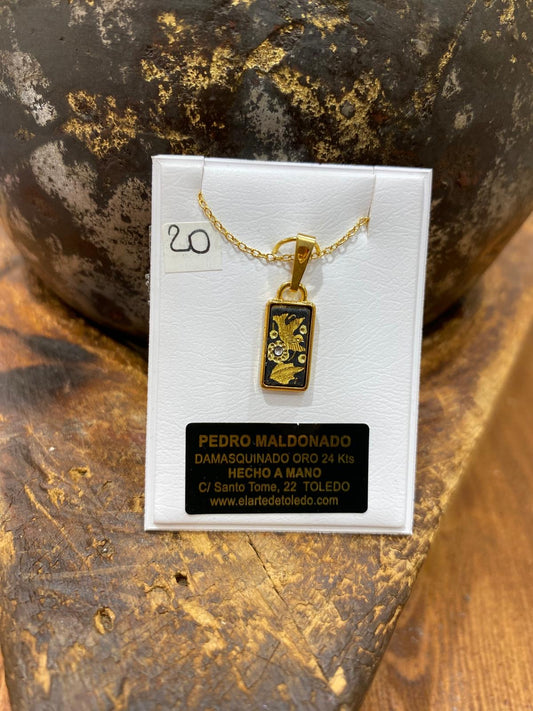 20
PEDRO MALDONADO
DAMASQUINADO ORO 24 Kts
HECHO A MANO
C/ Santo Tome, 22 TOLEDO
www.elartedetoledo.com